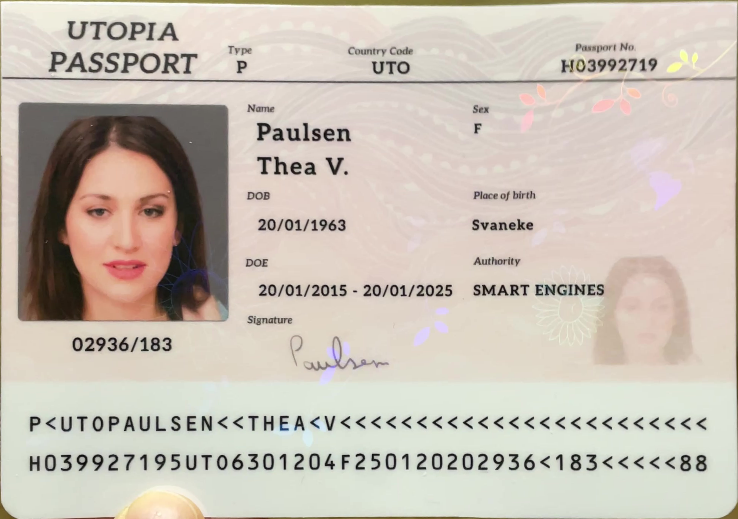 UTOPIA
PASSPORT
Type
P
Country Code
UTO
Passport No.
H03992719
Name
Paulsen
Thea V.
Sex
F
DOB
20/01/1963
Place of birth
Svaneke
DOE
20/01/2015 - 20/01/2025
Authority
SMART ENGINES
Signature
Paulsen
02936/183
P<UTOPAULSEN<<THEA<V<<<<<<<<<<<<<<<<<<<<<<<<
H039927195UTO6301204F250120202936<183<<<<<88